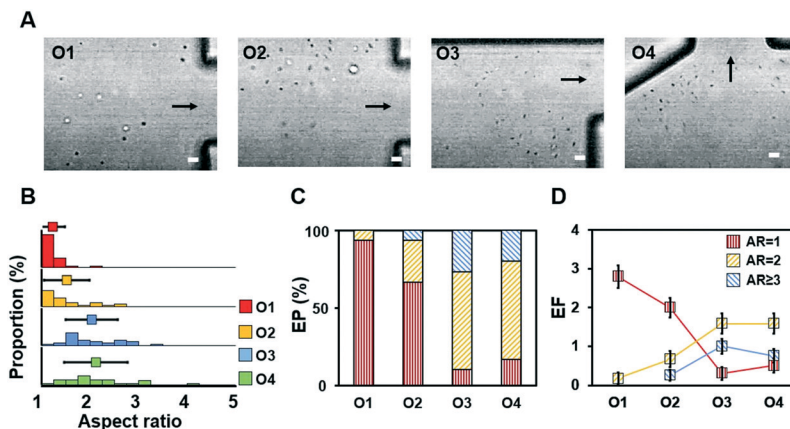 A
O1
O2
O3
O4
B
Proportion (%)
1 2 3 4 5
Aspect ratio
O1
O2
O3
O4
C
EP (%)
100
50
0
O1 O2 O3 O4
D
EF
4
3
2
1
0
O1 O2 O3 O4
AR=1
AR=2
AR≥3